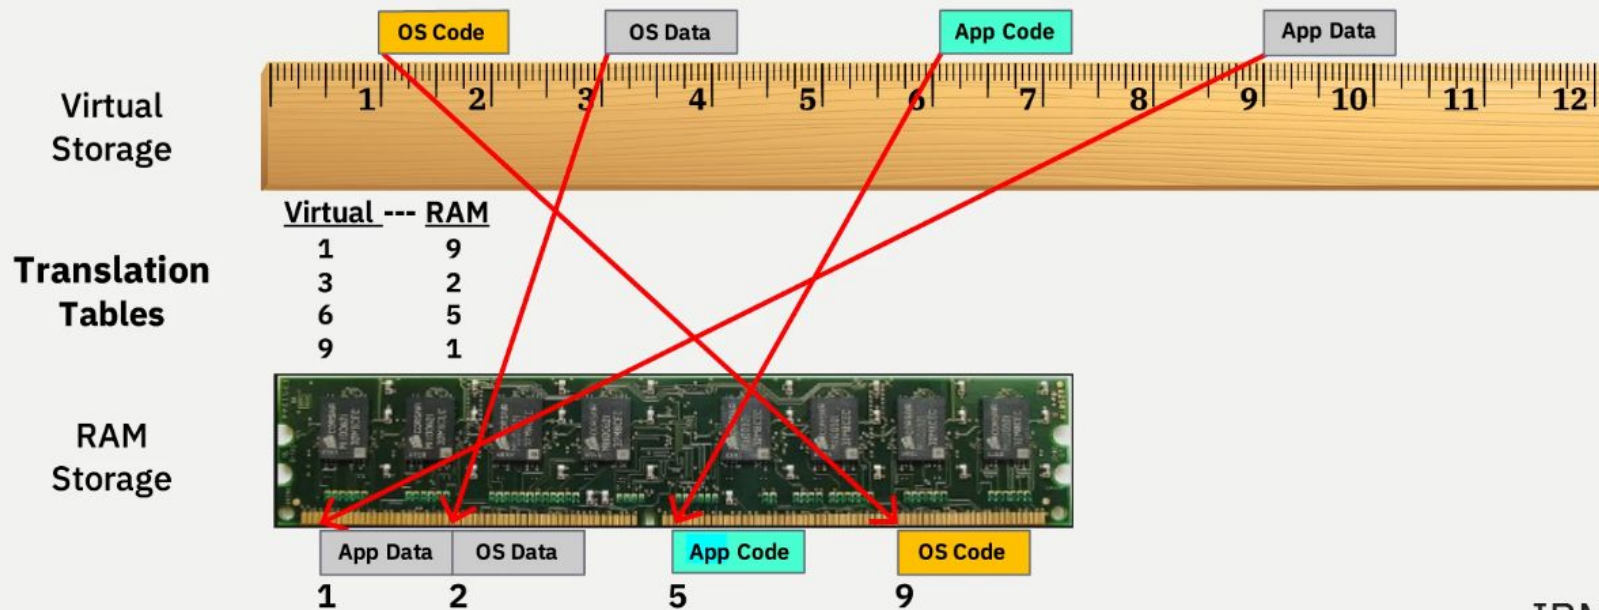 OS Code
OS Data
App Code
App Data
1 2 3 4 5 6 7 8 9 10 11 12
Virtual
Storage
Virtual --- RAM
1 9
3 2
6 5
9 1
Translation
Tables
RAM
Storage
App Data
OS Data
App Code
OS Code
1
2
5
9